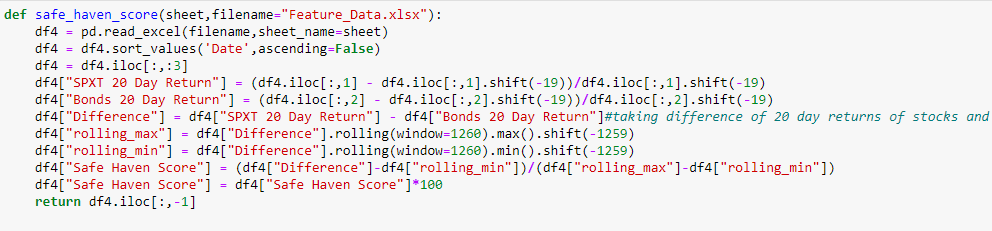 def safe_haven_score(sheet,filename="Feature_Data.xlsx"):
    df4 = pd.read_excel(filename,sheet_name=sheet)
    df4 = df4.sort_values('Date',ascending=False)
    df4 = df4.iloc[:,:3]
    df4["SPXT 20 Day Return"] = (df4.iloc[:,1] - df4.iloc[:,1].shift(-19))/df4.iloc[:,1].shift(-19)
    df4["Bonds 20 Day Return"] = (df4.iloc[:,2] - df4.iloc[:,2].shift(-19))/df4.iloc[:,2].shift(-19)
    df4["Difference"] = df4["SPXT 20 Day Return"] - df4["Bonds 20 Day Return"]#taking difference of 20 day returns of stocks and
    df4["rolling_max"] = df4["Difference"].rolling(window=1260).max().shift(-1259)
    df4["rolling_min"] = df4["Difference"].rolling(window=1260).min().shift(-1259)
    df4["Safe Haven Score"] = (df4["Difference"]-df4["rolling_min"])/(df4["rolling_max"]-df4["rolling_min"])
    df4["Safe Haven Score"] = df4["Safe Haven Score"]*100
    return df4.iloc[:,-1]